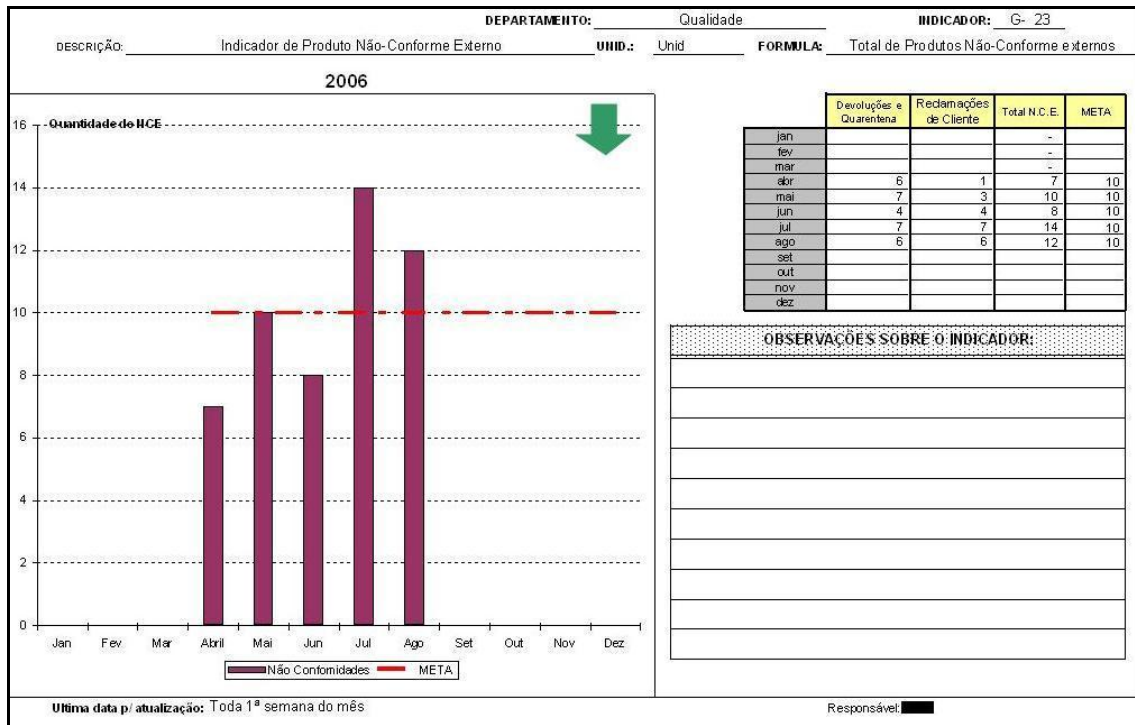 DEPARTAMENTO: Qualidade INDICADOR: G- 23
DESCRIÇÃO: Indicador de Produto Não-Conforme Externo UNID.: Unid FORMULA: Total de Produtos Não-Conforme externos
2006
Quantidade de NCE
16
14
12
10
8
6
4
2
0
Jan Fev Mar Abril Mai Jun Jul Ago Set Out Nov Dez
Não Confomidades META
Devoluções e Quarentena Reclamações de Cliente Total N.C.E. META
jan -
fev -
mar -
abr 6 1 7 10
mai 7 3 10 10
jun 4 4 8 10
jul 7 7 14 10
ago 6 6 12 10
set
out
nov
dez
OBSERVAÇÕES SOBRE O INDICADOR:
Ultima data p/ atualização: Toda 1ª semana do mês Responsável: